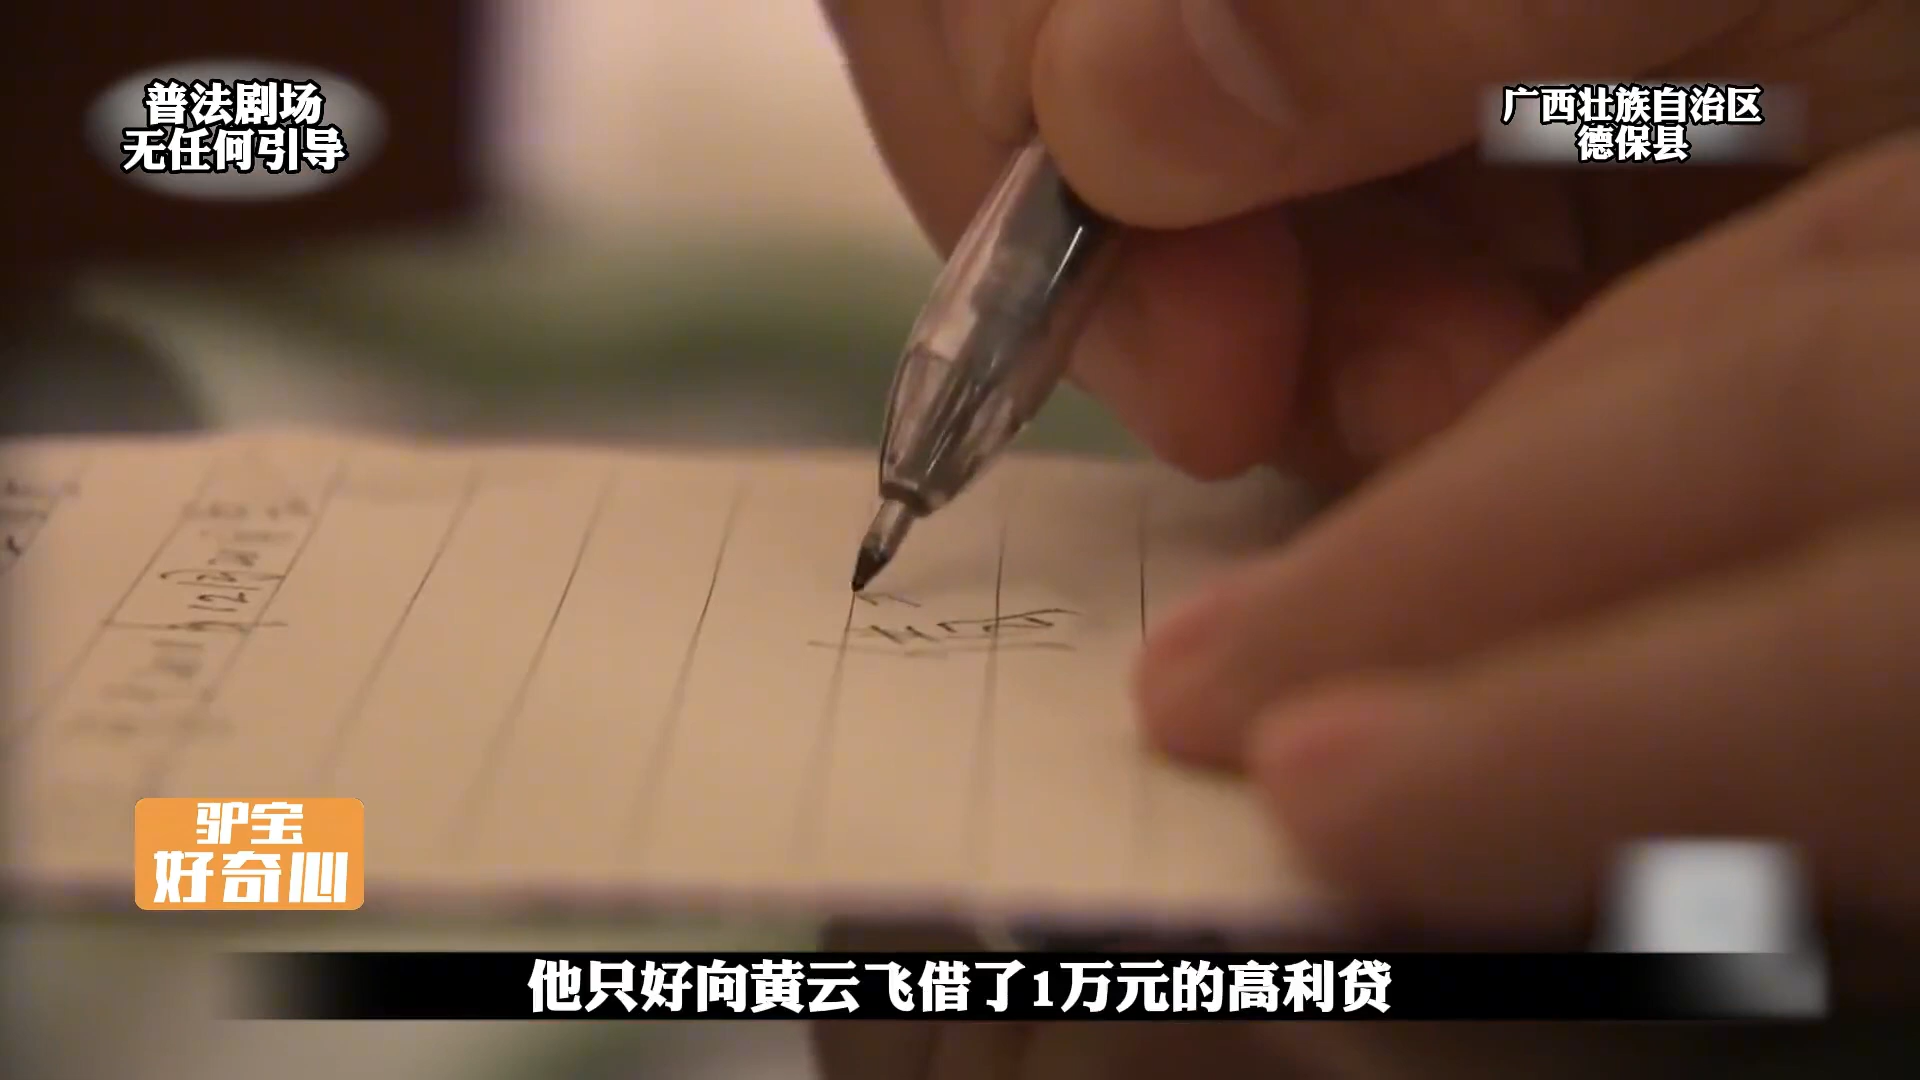 普法剧场
无任何引导
广西壮族自治区
德保县
驴宝
好奇心
他只好向黄云飞借了1万元的高利贷